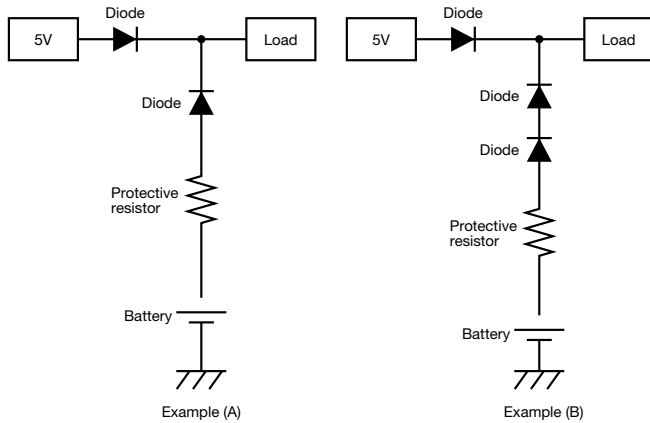 Diode
5V
Load
Diode
Protective
resistor
Battery
Example (A)
Diode
5V
Load
Diode
Diode
Protective
resistor
Battery
Example (B)